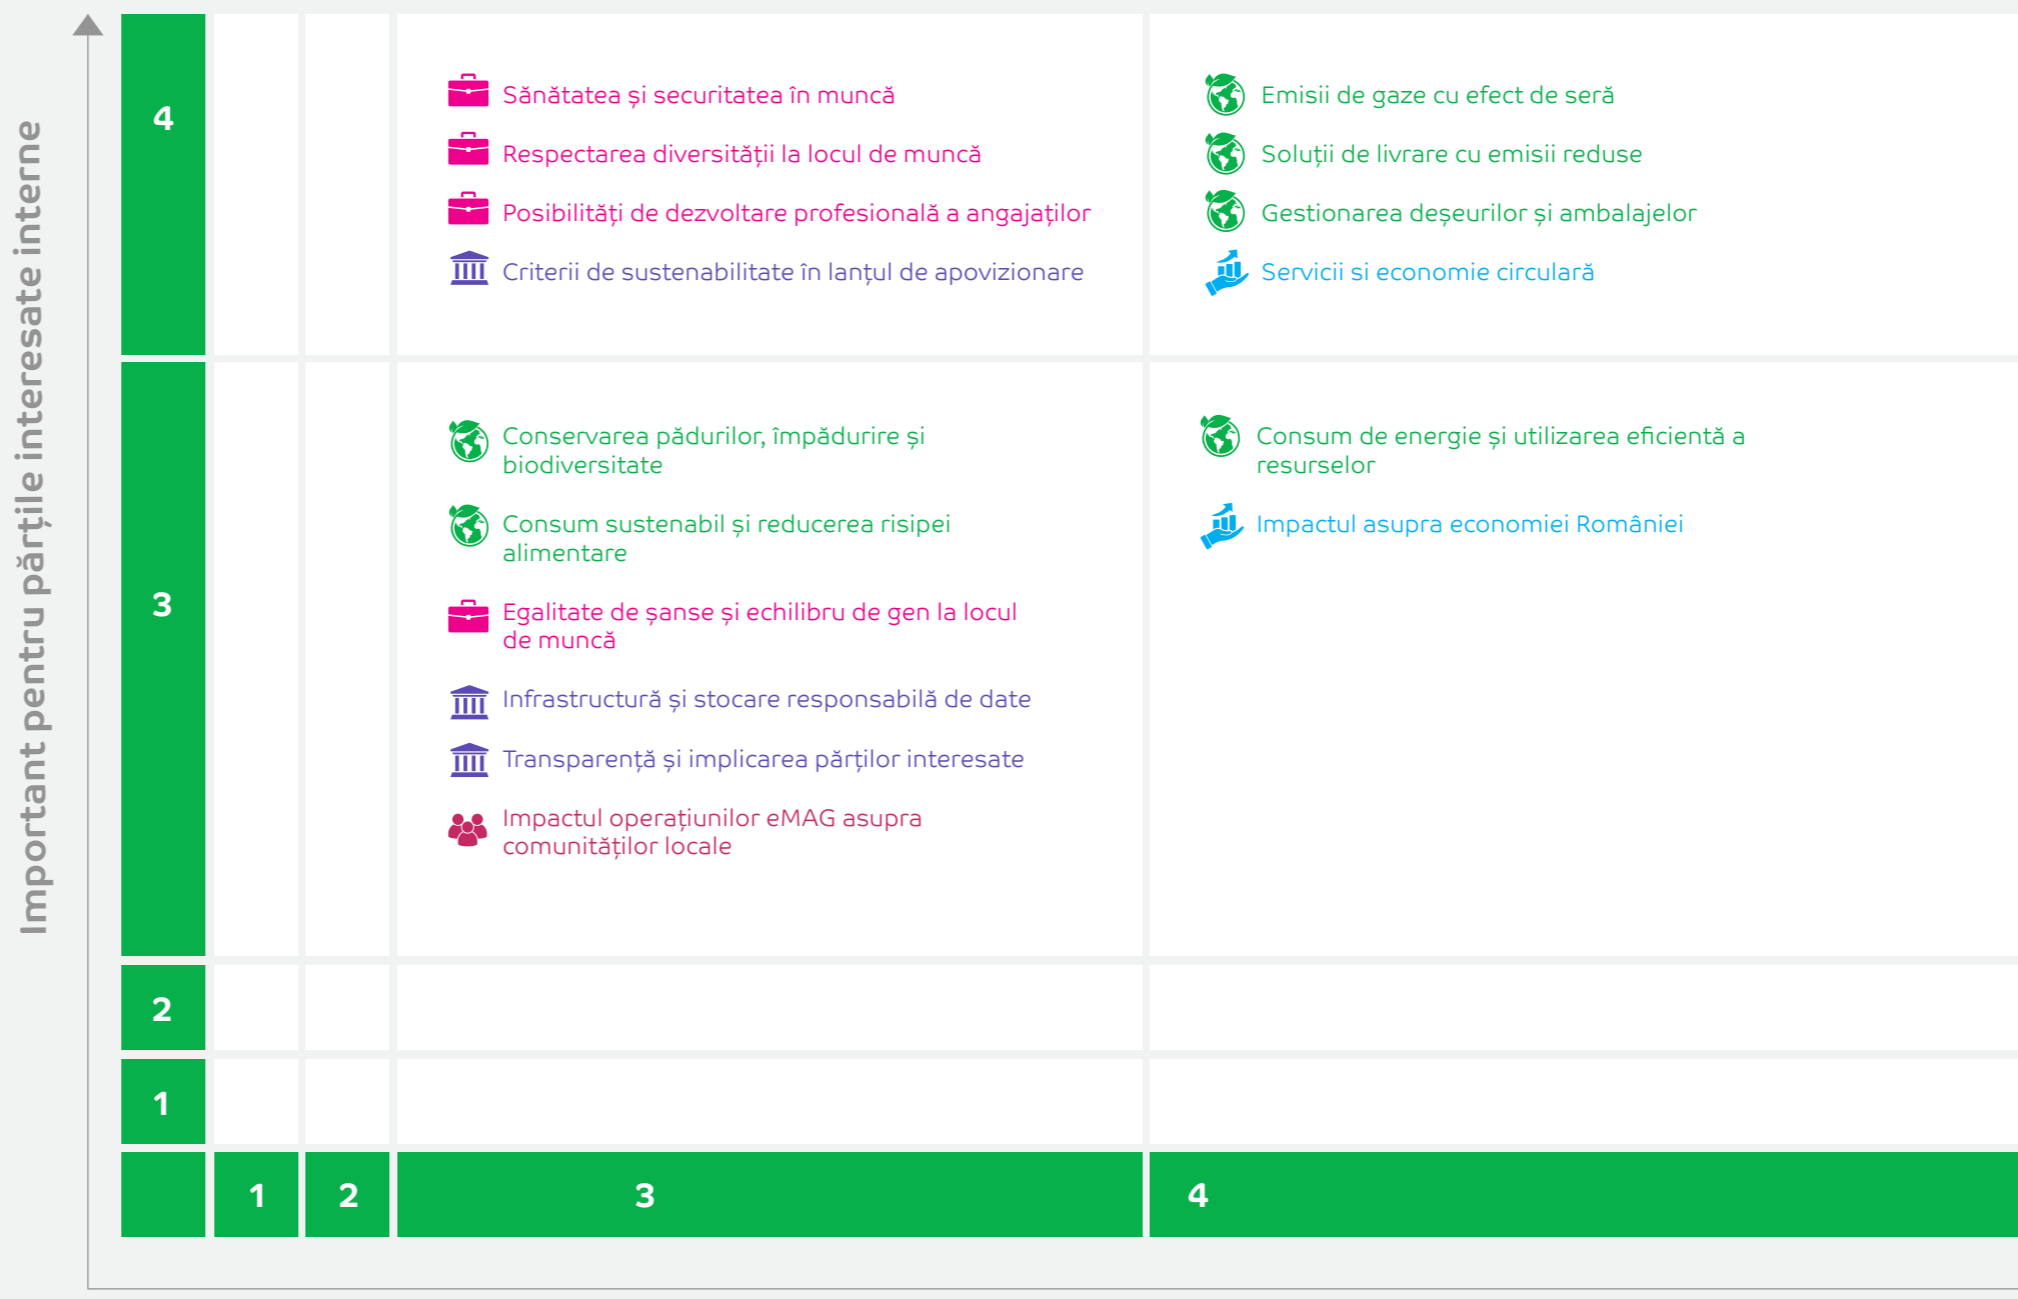 Important pentru părțile interesate interne
4
Sănătatea și securitatea în muncă
Respectarea diversității la locul de muncă
Posibilități de dezvoltare profesională a angajaților
Criterii de sustenabilitate în lanțul de apovizionare
Emisii de gaze cu efect de seră
Soluții de livrare cu emisii reduse
Gestionarea deșeurilor și ambalajelor
Servicii si economie circulară
3
Conservarea pădurilor, împădurire și
biodiversitate
Consum sustenabil și reducerea risipei
alimentare
Egalitate de șanse și echilibru de gen la locul
de muncă
Infrastructură și stocare responsabilă de date
Transparență și implicarea părților interesate
Impactul operațiunilor eMAG asupra
comunităților locale
Consum de energie și utilizarea eficientă a
resurselor
Impactul asupra economiei României
2
1
1 2 3 4